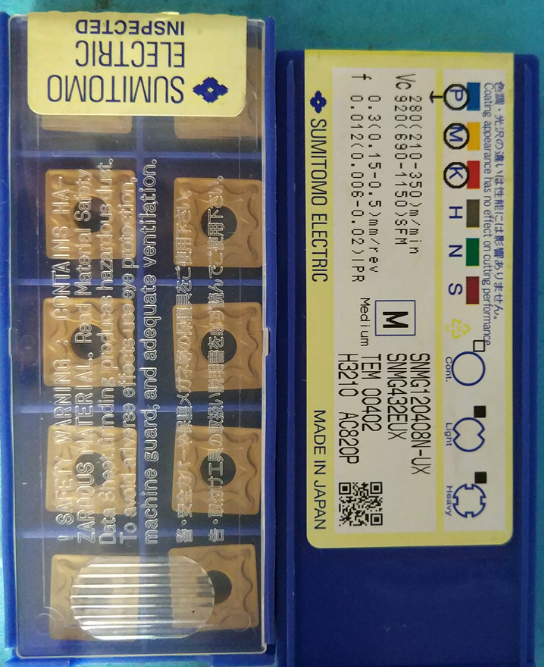 SUMITOMO
ELECTRIC
INSPECTED
! SAFETY WARNING : CONTAINS HA-
ZARDOUS MATERIAL. Read Material Safety
Data Sheet. Grinding produces hazardous dust.
To avoid adverse effects use eye protection,
machine guard, and adequate ventilation.
色調・光沢の違いは性能には影響ありません。
Coating appearance has no effect on cutting performance.
P M K H N S
Cont. Light Heavy
Vc 280(210-350)m/min
920(690-1150)SFM
f 0.3(0.15-0.5)mm/rev
0.012(0.006-0.02)IPR
M
Medium
SNMG120408N-UX
SNMG432EUX
TEM 00402
H3210 AC820P
SUMITOMO ELECTRIC
MADE IN JAPAN